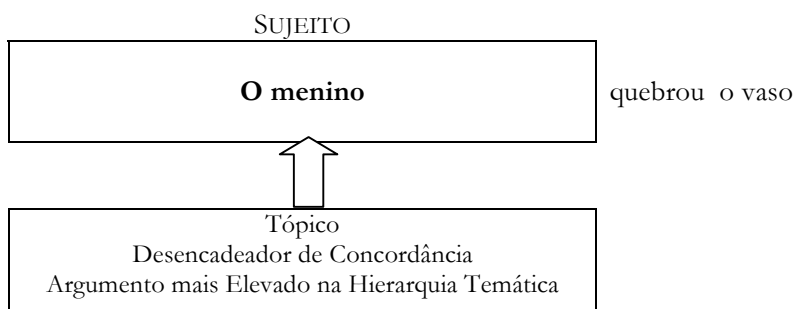 SUJEITO
O menino quebrou o vaso
Tópico
Desencadeador de Concordância
Argumento mais Elevado na Hierarquia Temática